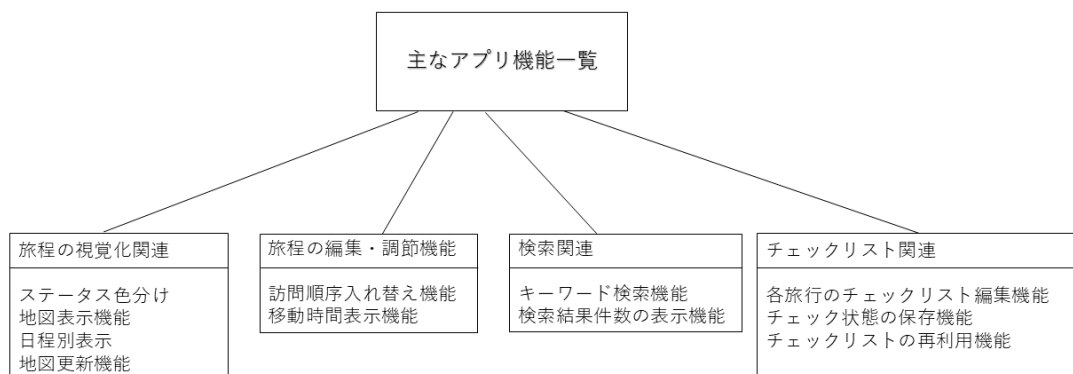 主なアプリ機能一覧
旅程の視覚化関連
ステータス色分け
地図表示機能
日程別表示
地図更新機能
旅程の編集・調節機能
訪問順序入れ替え機能
移動時間表示機能
検索関連
キーワード検索機能
検索結果件数の表示機能
チェックリスト関連
各旅行のチェックリスト編集機能
チェック状態の保存機能
チェックリストの再利用機能